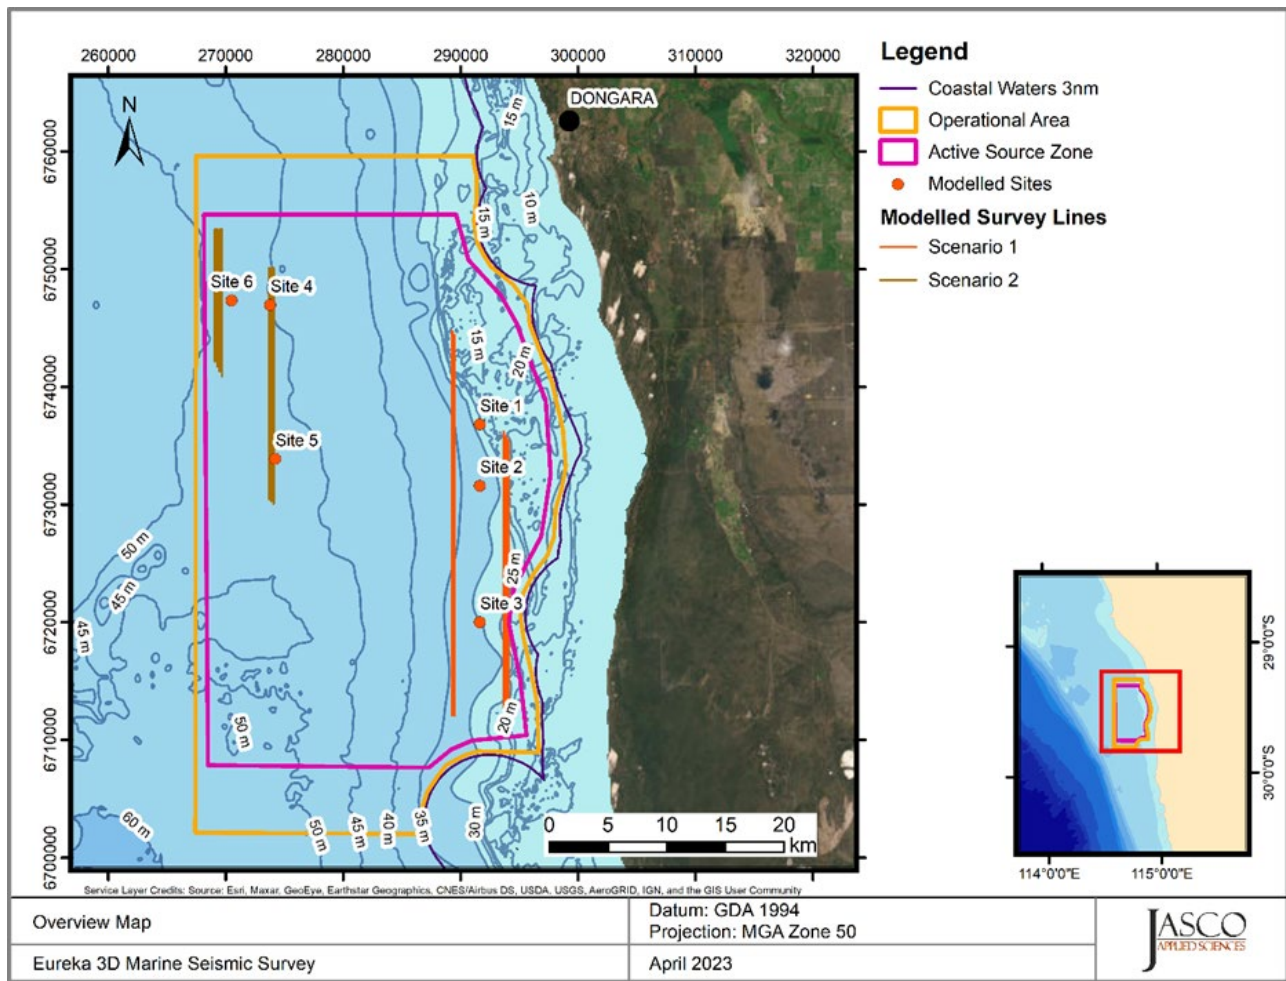 260000 270000 280000 290000 300000 310000 320000
Legend
Coastal Waters 3nm
Operational Area
Active Source Zone
Modelled Sites
Modelled Survey Lines
Scenario 1
Scenario 2
N
DONGARA
15 m
10 m
15 m
6760000
6750000
6740000
6730000
6720000
6710000
6700000
Site 6
Site 4
15 m
20 m
Site 1
Site 5
Site 2
50 m
45 m
25 m
45 m
Site 3
50 m
20 m
60 m
50 m
45 m
40 m
35 m
30 m
0 5 10 15 20
km
29°0'0"S
30°0'0"S
114°0'0"E 115°0'0"E
Service Layer Credits: Source: Esri, Maxar, GeoEye, Earthstar Geographics, CNES/Airbus DS, USDA, USGS, AeroGRID, IGN, and the GIS User Community
Overview Map
Datum: GDA 1994
Projection: MGA Zone 50
JASCO
APPLIED SCIENCES
Eureka 3D Marine Seismic Survey
April 2023